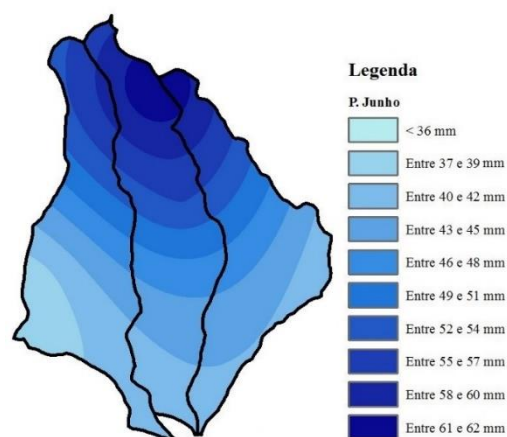 Legenda
P. Junho
< 36 mm
Entre 37 e 39 mm
Entre 40 e 42 mm
Entre 43 e 45 mm
Entre 46 e 48 mm
Entre 49 e 51 mm
Entre 52 e 54 mm
Entre 55 e 57 mm
Entre 58 e 60 mm
Entre 61 e 62 mm